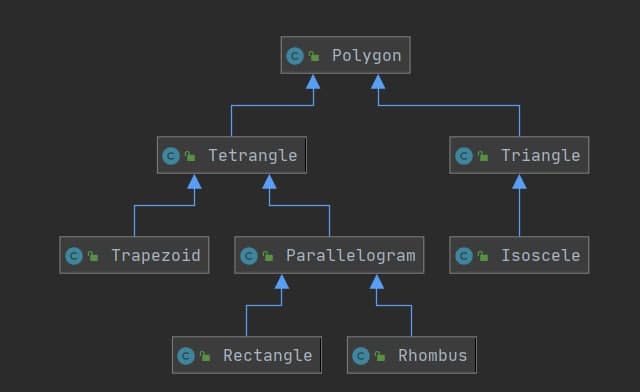 Polygon
Tetrangle
Triangle
Trapezoid
Parallelogram
Isoscele
Rectangle
Rhombus